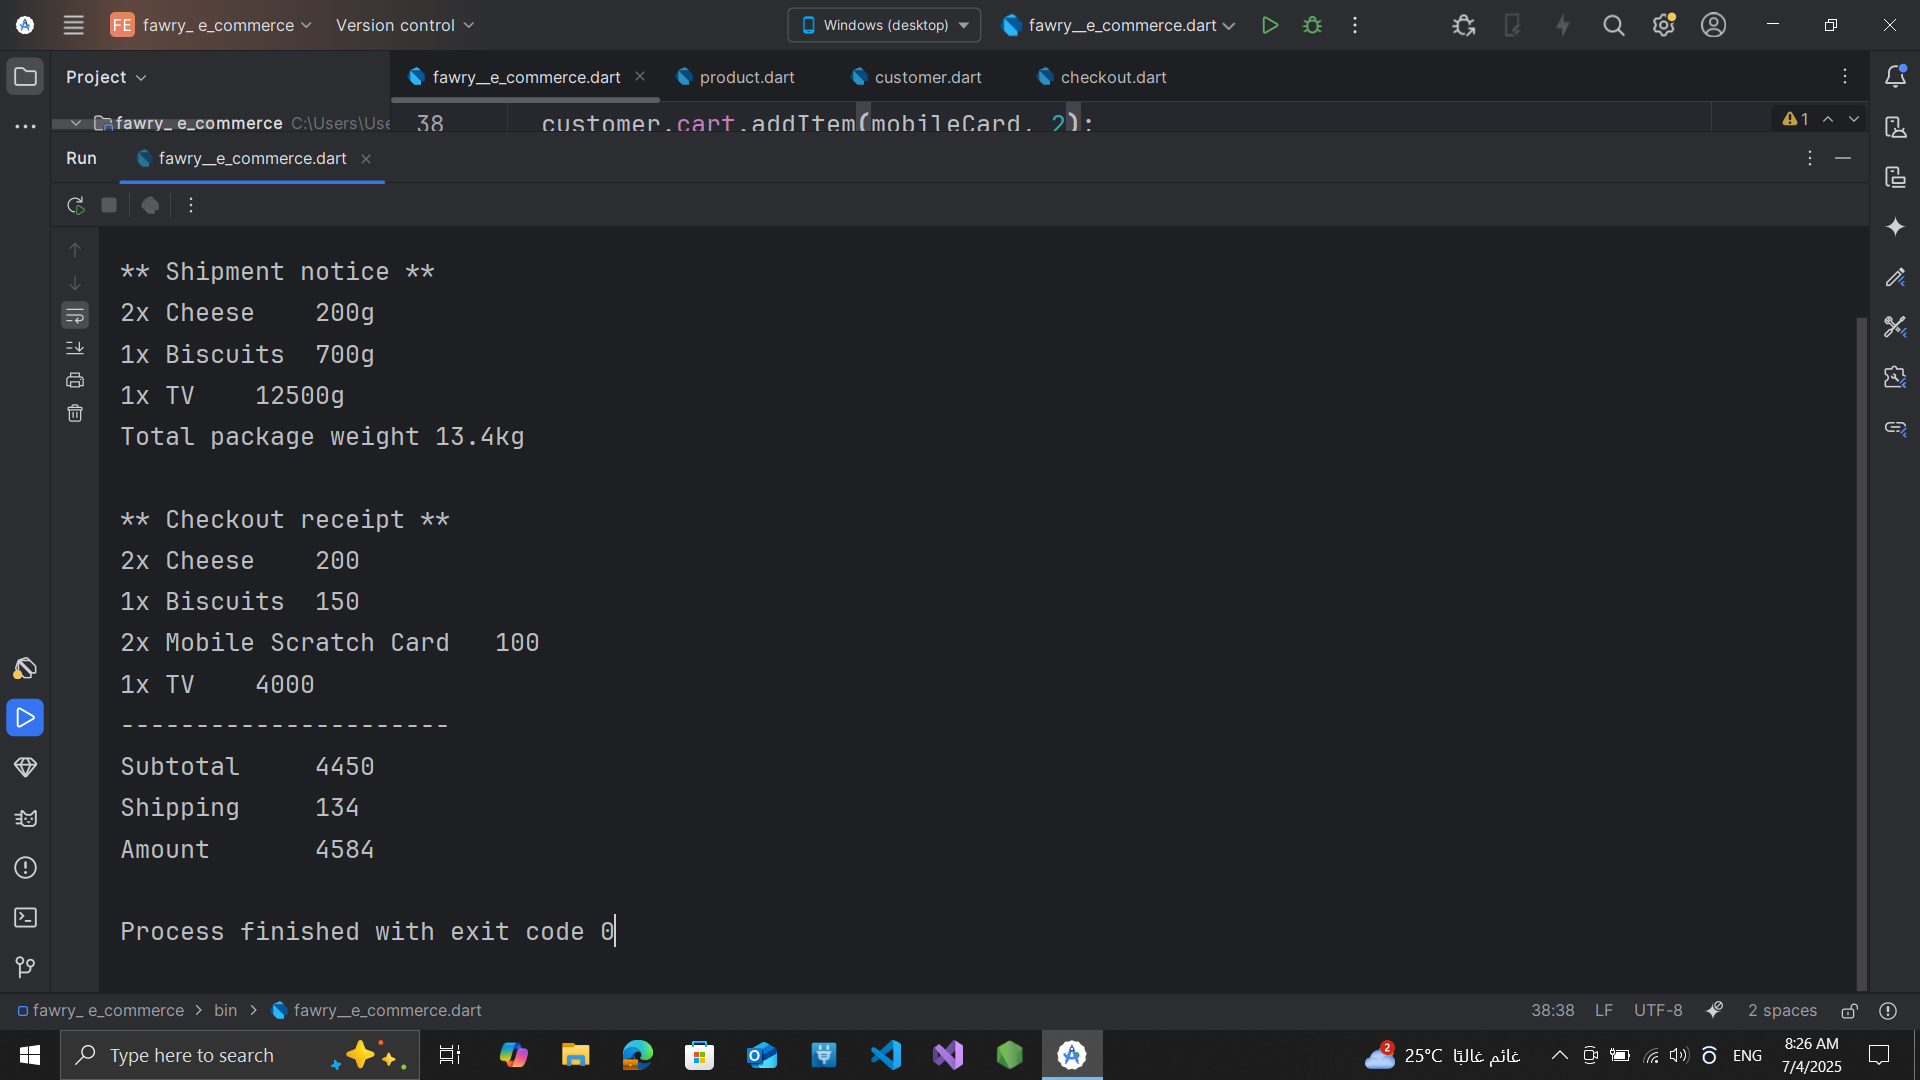 FE fawry_ e_commerce Version control Windows (desktop) fawry__e_commerce.dart
Project fawry__e_commerce.dart product.dart customer.dart checkout.dart
fawry_ e_commerce C:\Users\Use 38 customer.cart.addItem(mobileCard, 2); 1
Run fawry__e_commerce.dart
** Shipment notice **
2x Cheese    200g
1x Biscuits  700g
1x TV    12500g
Total package weight 13.4kg
** Checkout receipt **
2x Cheese    200
1x Biscuits  150
2x Mobile Scratch Card   100
1x TV    4000
----------------------
Subtotal     4450
Shipping     134
Amount       4584
Process finished with exit code 0
fawry_ e_commerce > bin > fawry__e_commerce.dart 38:38 LF UTF-8 2 spaces
Type here to search 2 25°C غائم غالبًا ENG 8:26 AM
7/4/2025